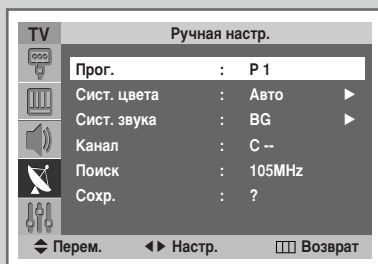 TV Ручная настр.
Прог. : P 1
Сист. цвета : Авто ▶
Сист. звука : BG ▶
Канал : C --
Поиск : 105MHz
Сохр. : ?
Перем. Настр. Возврат